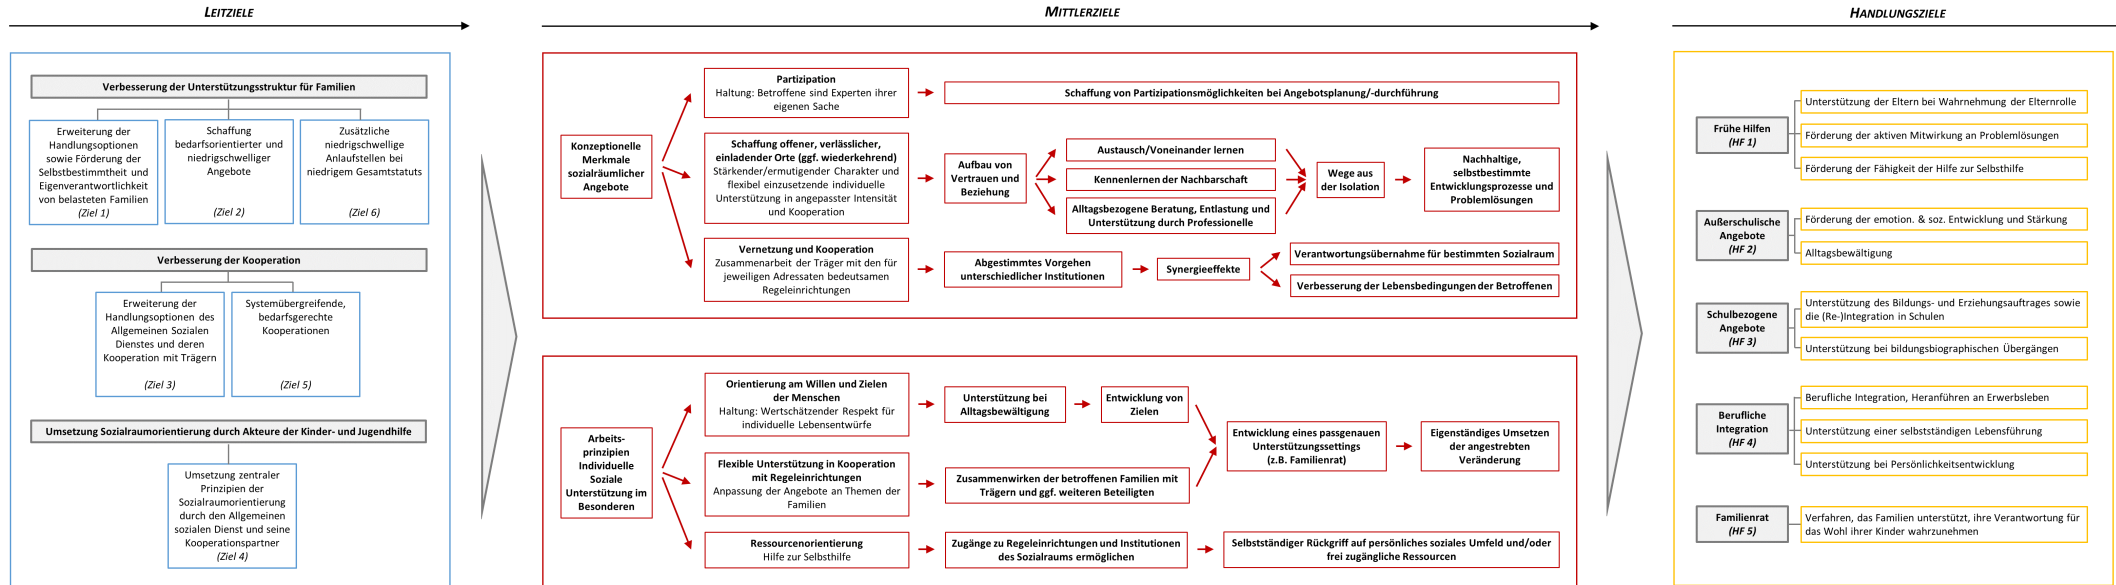 LEITZIELE
Verbesserung der Unterstützungsstruktur für Familien
Erweiterung der
Handlungsoptionen
sowie Förderung der
Selbstbestimmtheit und
Eigenverantwortlichkeit
von belasteten Familien
(Ziel 1)
Schaffung
bedarfsorientierter und
niedrigschwelliger
Angebote
(Ziel 2)
Zusätzliche
niedrigschwellige
Anlaufstellen bei
niedrigem Gesamtstatuts
(Ziel 6)
Verbesserung der Kooperation
Erweiterung der
Handlungsoptionen des
Allgemeinen Sozialen
Dienstes und deren
Kooperation mit Trägern
(Ziel 3)
Systemübergreifende,
bedarfsgerechte
Kooperationen
(Ziel 5)
Umsetzung Sozialraumorientierung durch Akteure der Kinder- und Jugendhilfe
Umsetzung zentraler
Prinzipien der
Sozialraumorientierung
durch den Allgemeinen
sozialen Dienst und seine
Kooperationspartner
(Ziel 4)
MITTLERZIELE
Konzeptionelle
Merkmale
sozialräumlicher
Angebote
Partizipation
Haltung: Betroffene sind Experten ihrer
eigenen Sache
Schaffung von Partizipationsmöglichkeiten bei Angebotsplanung/-durchführung
Schaffung offener, verlässlicher,
einladender Orte (ggf. wiederkehrend)
Stärkender/ermutigender Charakter und
flexibel einzusetzende individuelle
Unterstützung in angepasster Intensität
und Kooperation
Aufbau von
Vertrauen und
Beziehung
Austausch/Voneinander lernen
Kennenlernen der Nachbarschaft
Alltagsbezogene Beratung, Entlastung und
Unterstützung durch Professionelle
Wege aus
der Isolation
Nachhaltige,
selbstbestimmte
Entwicklungsprozesse und
Problemlösungen
Vernetzung und Kooperation
Zusammenarbeit der Träger mit den für
jeweiligen Adressaten bedeutsamen
Regeleinrichtungen
Abgestimmtes Vorgehen
unterschiedlicher Institutionen
Synergieeffekte
Verantwortungsübernahme für bestimmten Sozialraum
Verbesserung der Lebensbedingungen der Betroffenen
Arbeits-
prinzipien
Individuelle
Soziale
Unterstützung im
Besonderen
Orientierung am Willen und Zielen
der Menschen
Haltung: Wertschätzender Respekt für
individuelle Lebensentwürfe
Unterstützung bei
Alltagsbewältigung
Entwicklung von
Zielen
Flexible Unterstützung in Kooperation
mit Regeleinrichtungen
Anpassung der Angebote an Themen der
Familien
Zusammenwirken der betroffenen Familien mit
Trägern und ggf. weiteren Beteiligten
Entwicklung eines passgenauen
Unterstützungssettings
(z.B. Familienrat)
Eigenständiges Umsetzen
der angestrebten
Veränderung
Ressourcenorientierung
Hilfe zur Selbsthilfe
Zugänge zu Regeleinrichtungen und Institutionen
des Sozialraums ermöglichen
Selbstständiger Rückgriff auf persönliches soziales Umfeld und/oder
frei zugängliche Ressourcen
HANDLUNGSZIELE
Frühe Hilfen
(HF 1)
Unterstützung der Eltern bei Wahrnehmung der Elternrolle
Förderung der aktiven Mitwirkung an Problemlösungen
Förderung der Fähigkeit der Hilfe zur Selbsthilfe
Außerschulische
Angebote
(HF 2)
Förderung der emotion. & soz. Entwicklung und Stärkung
Alltagsbewältigung
Schulbezogene
Angebote
(HF 3)
Unterstützung des Bildungs- und Erziehungsauftrages sowie
die (Re-)Integration in Schulen
Unterstützung bei bildungsbiographischen Übergängen
Berufliche
Integration
(HF 4)
Berufliche Integration, Heranführen an Erwerbsleben
Unterstützung einer selbstständigen Lebensführung
Unterstützung bei Persönlichkeitsentwicklung
Familienrat
(HF 5)
Verfahren, das Familien unterstützt, ihre Verantwortung für
das Wohl ihrer Kinder wahrzunehmen